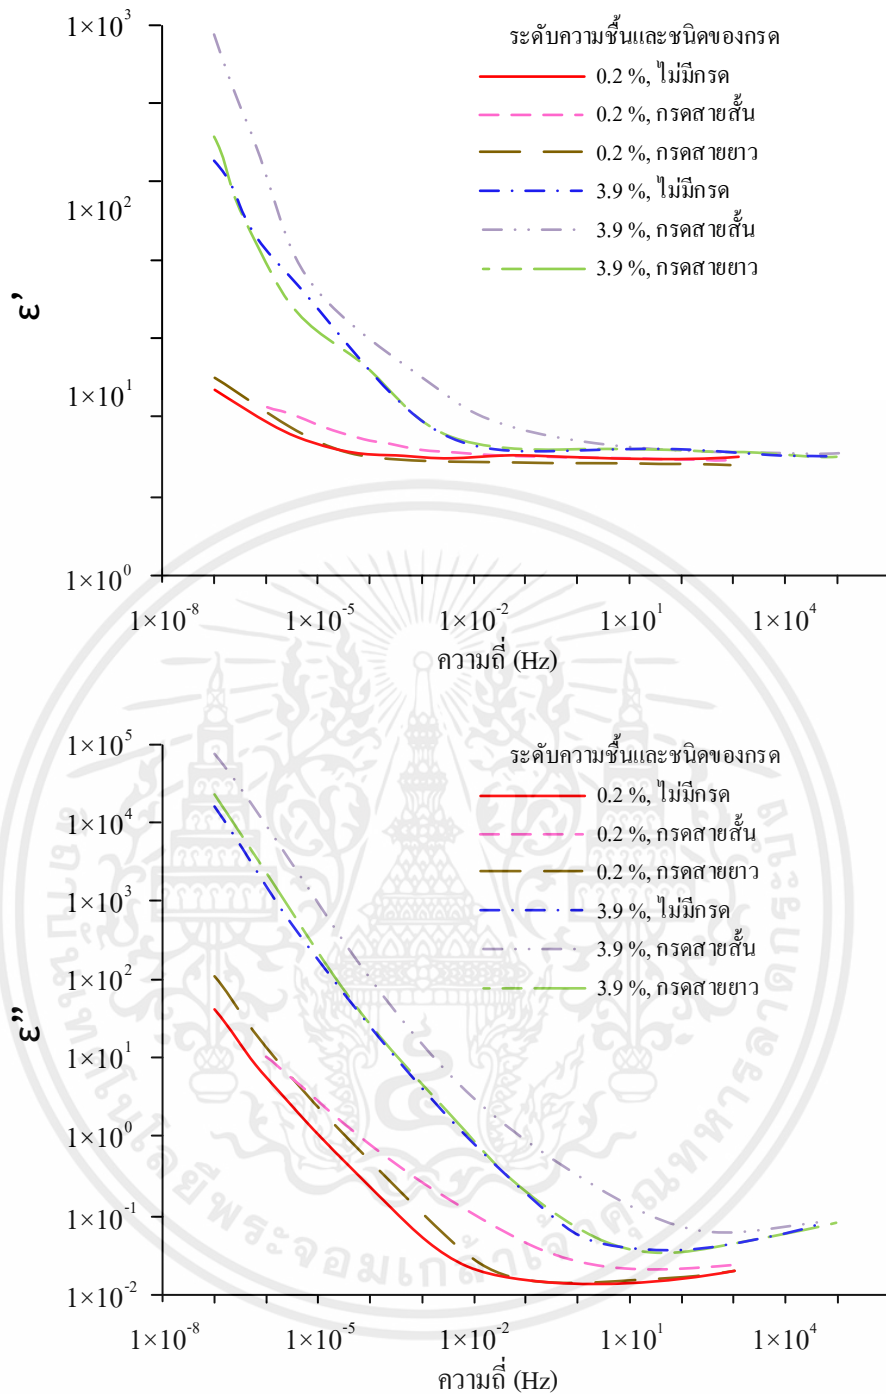 1×10³
ระดับความชื้นและชนิดของกรด
0.2 %, ไม่มีกรด
0.2 %, กรดสายสั้น
0.2 %, กรดสายยาว
1×10²
3.9 %, ไม่มีกรด
3.9 %, กรดสายสั้น
3.9 %, กรดสายยาว
ε’
1×10¹
1×10⁰
1×10⁻⁸ 1×10⁻⁵ 1×10⁻² 1×10¹ 1×10⁴
ความถี่ (Hz)
1×10⁵
ระดับความชื้นและชนิดของกรด
0.2 %, ไม่มีกรด
1×10⁴
0.2 %, กรดสายสั้น
0.2 %, กรดสายยาว
1×10³
3.9 %, ไม่มีกรด
3.9 %, กรดสายสั้น
1×10²
3.9 %, กรดสายยาว
ε”
1×10¹
1×10⁰
1×10⁻¹
1×10⁻²
1×10⁻⁸ 1×10⁻⁵ 1×10⁻² 1×10¹ 1×10⁴
ความถี่ (Hz)